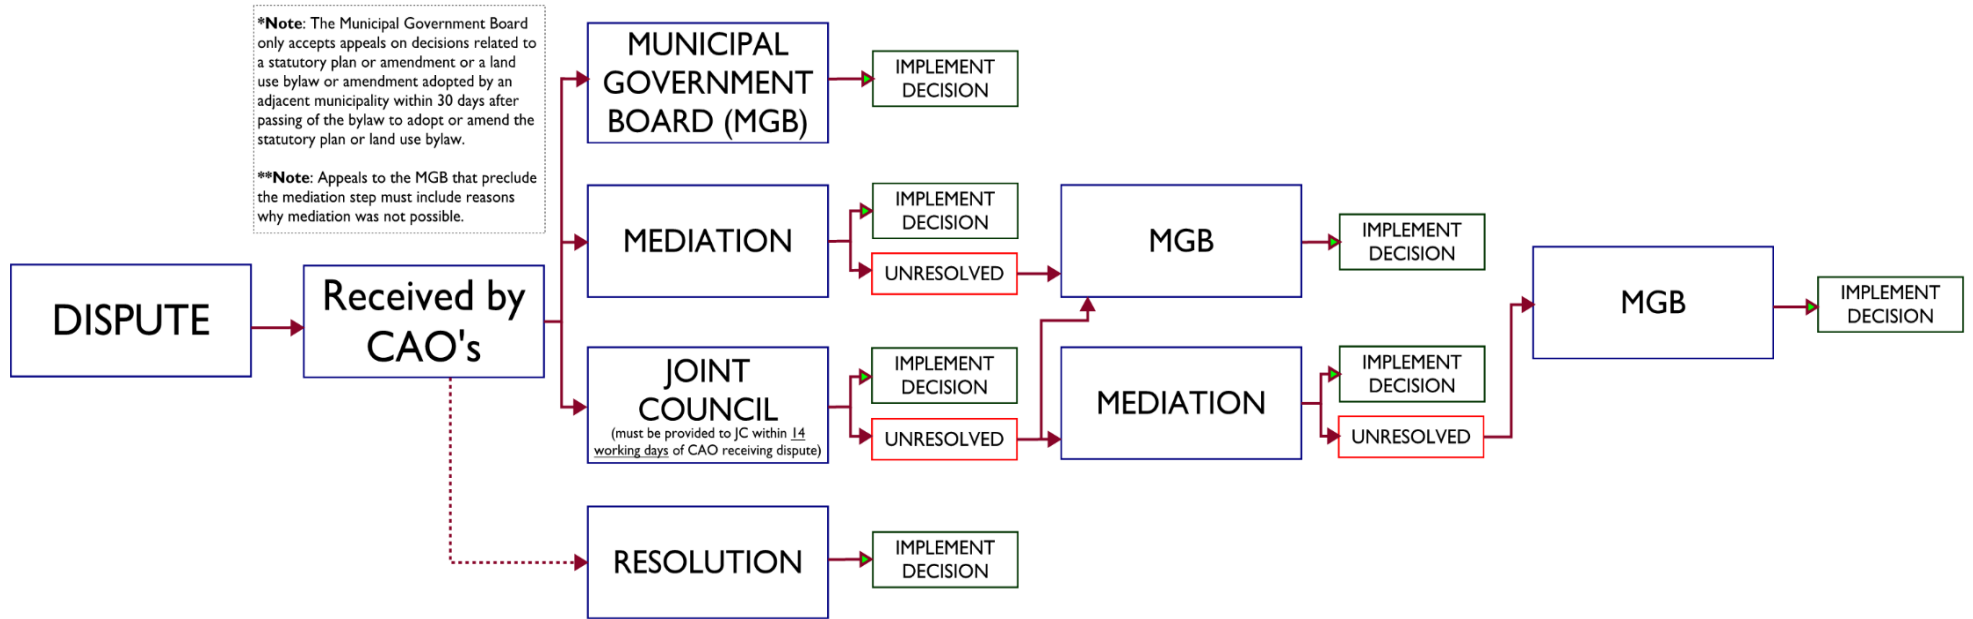 *Note: The Municipal Government Board
only accepts appeals on decisions related to
a statutory plan or amendment or a land
use bylaw or amendment adopted by an
adjacent municipality within 30 days after
passing of the bylaw to adopt or amend the
statutory plan or land use bylaw.
**Note: Appeals to the MGB that preclude
the mediation step must include reasons
why mediation was not possible.
DISPUTE
Received by
CAO's
MUNICIPAL
GOVERNMENT
BOARD (MGB)
IMPLEMENT
DECISION
MEDIATION
IMPLEMENT
DECISION
UNRESOLVED
MGB
IMPLEMENT
DECISION
JOINT
COUNCIL
(must be provided to JC within 14
working days of CAO receiving dispute)
IMPLEMENT
DECISION
UNRESOLVED
MEDIATION
IMPLEMENT
DECISION
UNRESOLVED
MGB
IMPLEMENT
DECISION
RESOLUTION
IMPLEMENT
DECISION